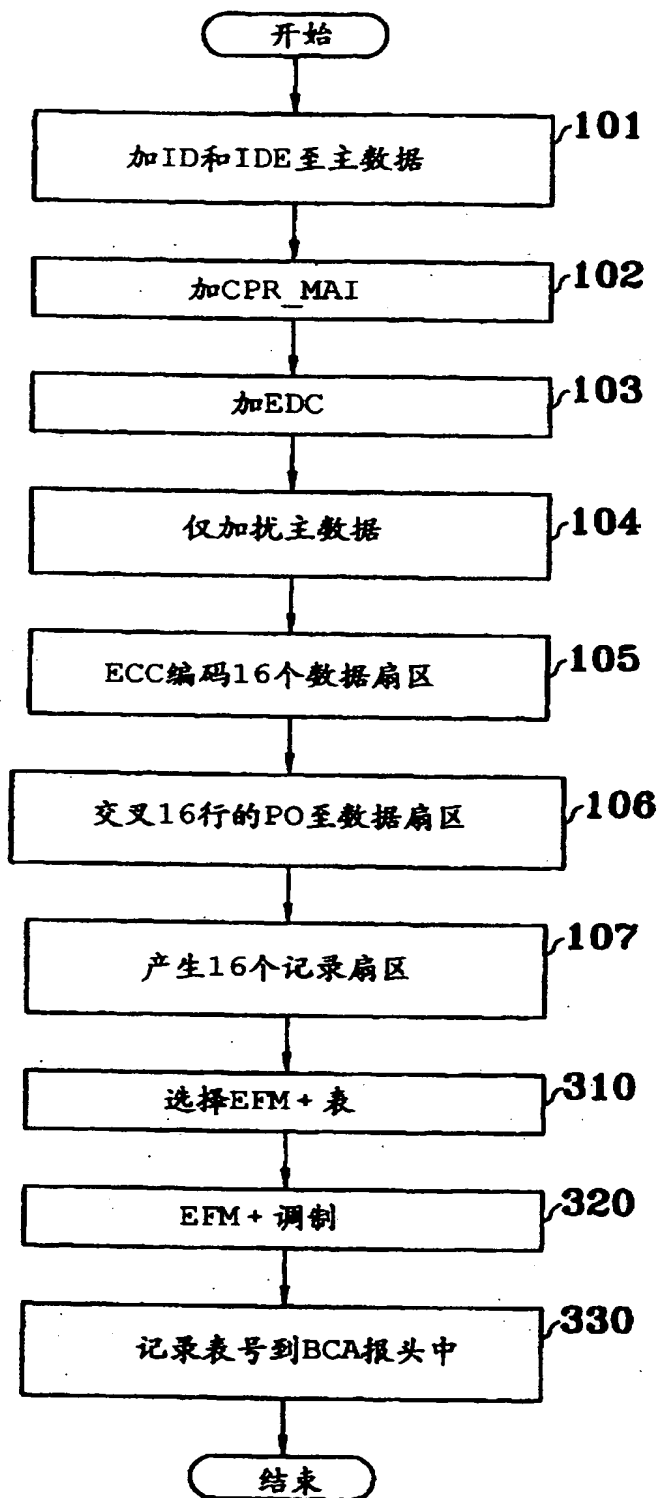 开始
加ID和IDE至主数据
101
加CPR_MAI
102
加EDC
103
仅加扰主数据
104
ECC编码16个数据扇区
105
交叉16行的PO至数据扇区
106
产生16个记录扇区
107
选择EFM+表
310
EFM+调制
320
记录表号到BCA报头中
330
结束